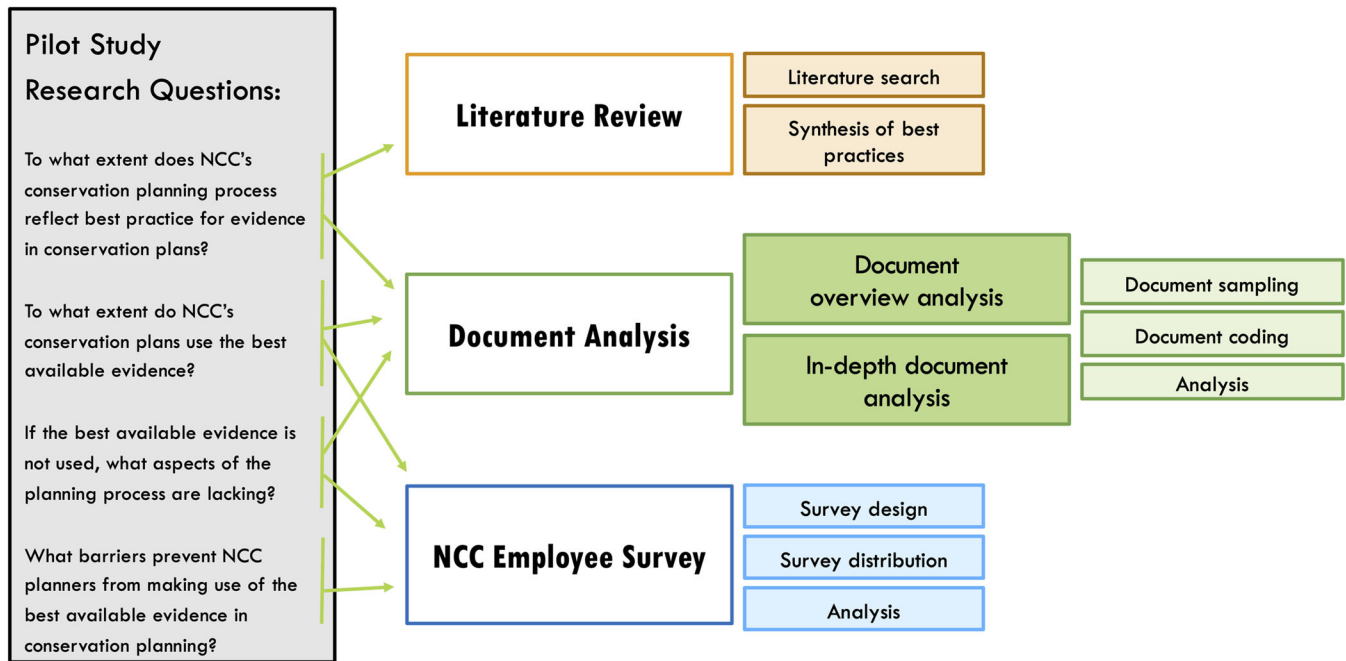 Pilot Study
Research Questions:
To what extent does NCC's
conservation planning process
reflect best practice for evidence
in conservation plans?
To what extent do NCC's
conservation plans use the best
available evidence?
If the best available evidence is
not used, what aspects of the
planning process are lacking?
What barriers prevent NCC
planners from making use of the
best available evidence in
conservation planning?
Literature Review
Literature search
Synthesis of best
practices
Document Analysis
Document
overview analysis
In-depth document
analysis
Document sampling
Document coding
Analysis
NCC Employee Survey
Survey design
Survey distribution
Analysis